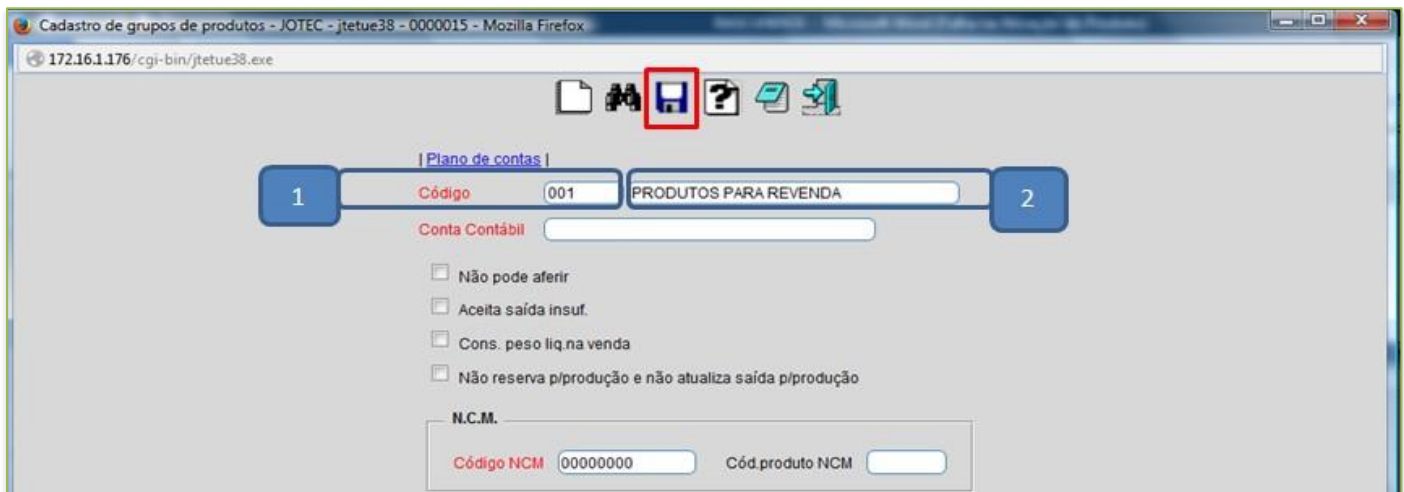 Cadastro de grupos de produtos - JOTEC - jtetue38 - 0000015 - Mozilla Firefox
172.16.1.176/cgi-bin/jtetue38.exe
| Plano de contas |
1 Código 001 PRODUTOS PARA REVENDA 2
Conta Contábil
Não pode aferir
Aceita saída insuf.
Cons. peso liq.na venda
Não reserva p/produção e não atualiza saída p/produção
N.C.M.
Código NCM 00000000 Cód.produto NCM